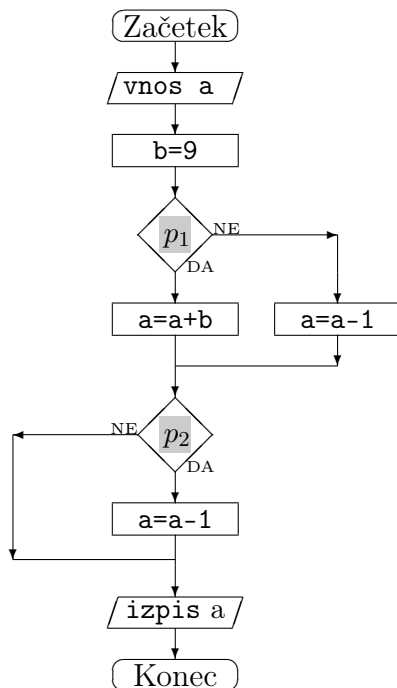 Začetek
vnos a
b=9
p₁
NE
DA
a=a+b
a=a-1
p₂
NE
DA
a=a-1
izpis a
Konec